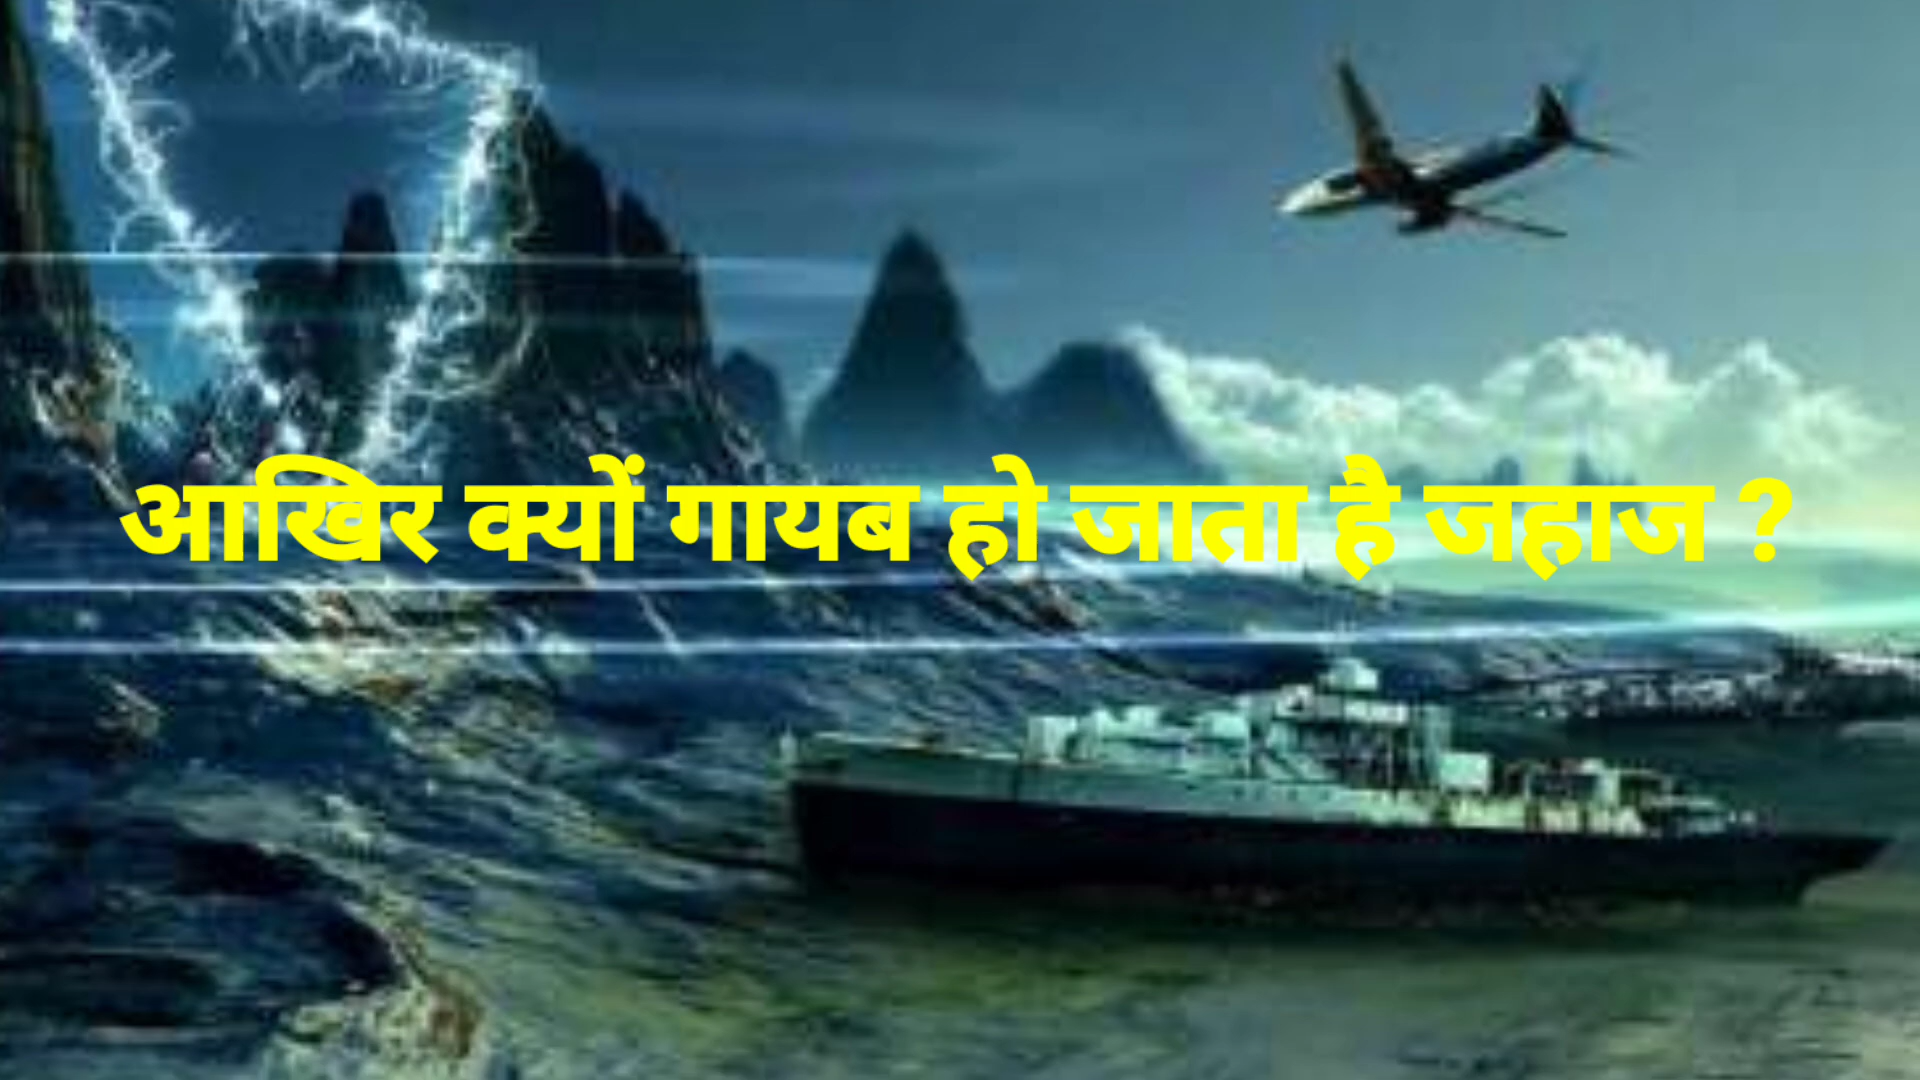 आखिर क्यों गायब हो जाता है जहाज ?